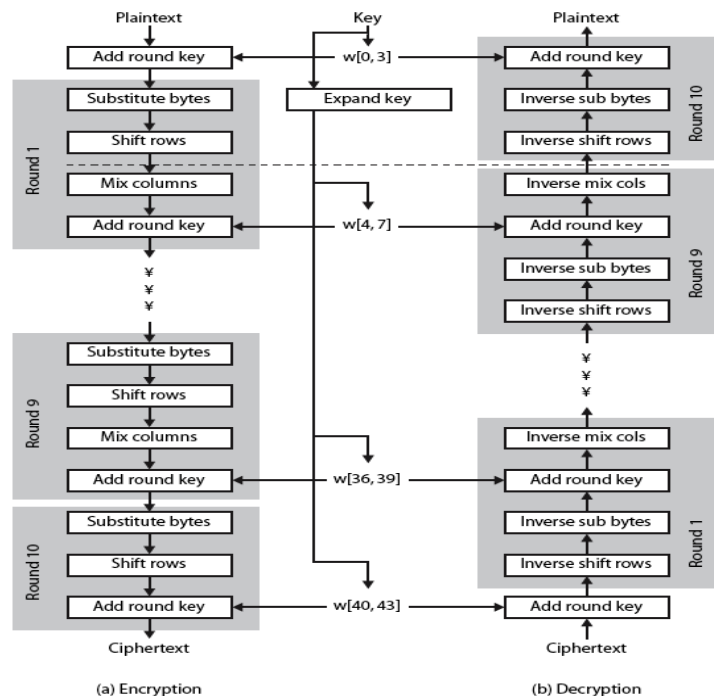 Plaintext
Key
Plaintext
Add round key
w[0, 3]
Add round key
Substitute bytes
Expand key
Inverse sub bytes
Round 10
Shift rows
Inverse shift rows
Round 1
Mix columns
Inverse mix cols
Add round key
w[4, 7]
Add round key
Round 9
Inverse sub bytes
Inverse shift rows
¥
¥
¥
Substitute bytes
¥
¥
¥
Shift rows
Round 9
Mix columns
Inverse mix cols
Add round key
w[36, 39]
Add round key
Substitute bytes
Inverse sub bytes
Round 1
Round 10
Shift rows
Inverse shift rows
Add round key
w[40, 43]
Add round key
Ciphertext
Ciphertext
(a) Encryption
(b) Decryption